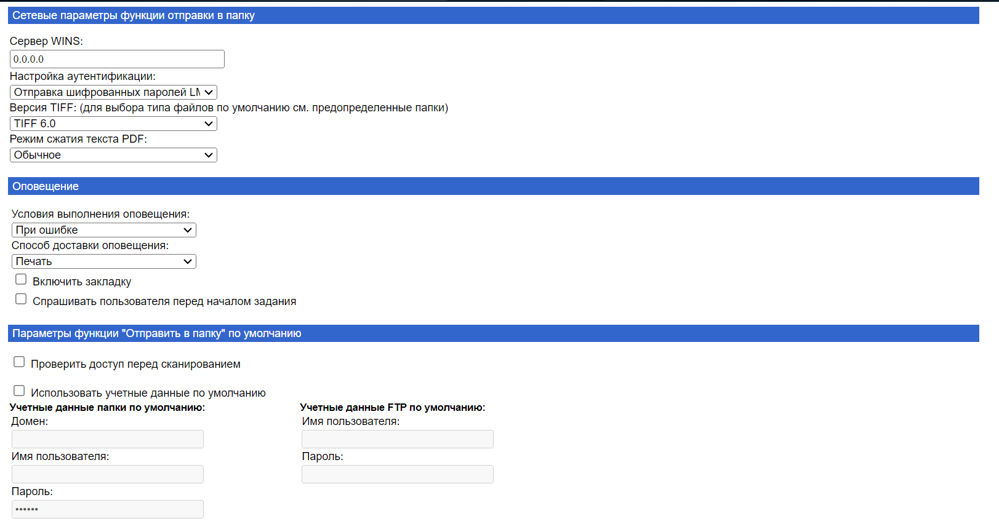 Сетевые параметры функции отправки в папку
Сервер WINS:
0.0.0.0
Настройка аутентификации:
Отправка шифрованных паролей LM
Версия TIFF: (для выбора типа файлов по умолчанию см. предопределенные папки)
TIFF 6.0
Режим сжатия текста PDF:
Обычное
Оповещение
Условия выполнения оповещения:
При ошибке
Способ доставки оповещения:
Печать
Включить закладку
Спрашивать пользователя перед началом задания
Параметры функции "Отправить в папку" по умолчанию
Проверить доступ перед сканированием
Использовать учетные данные по умолчанию
Учетные данные папки по умолчанию:
Домен:
Имя пользователя:
Пароль:
••••••
Учетные данные FTP по умолчанию:
Имя пользователя:
Пароль: